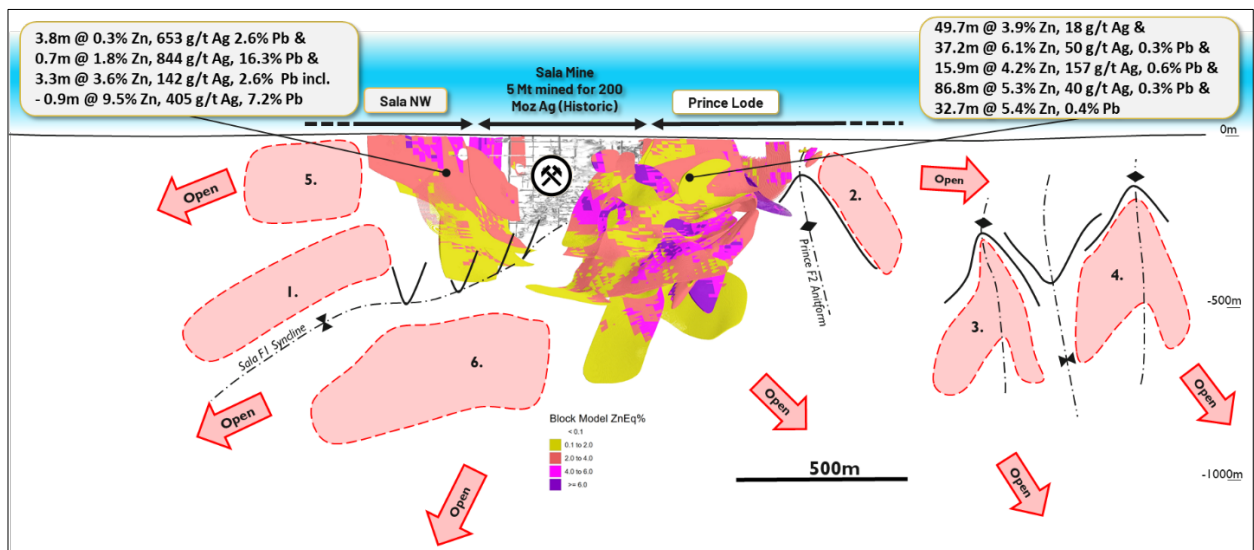 3.8m @ 0.3% Zn, 653 g/t Ag 2.6% Pb &
0.7m @ 1.8% Zn, 844 g/t Ag, 16.3% Pb &
3.3m @ 3.6% Zn, 142 g/t Ag, 2.6% Pb incl.
- 0.9m @ 9.5% Zn, 405 g/t Ag, 7.2% Pb
49.7m @ 3.9% Zn, 18 g/t Ag &
37.2m @ 6.1% Zn, 50 g/t Ag, 0.3% Pb &
15.9m @ 4.2% Zn, 157 g/t Ag, 0.6% Pb &
86.8m @ 5.3% Zn, 40 g/t Ag, 0.3% Pb &
32.7m @ 5.4% Zn, 0.4% Pb
Sala Mine
5 Mt mined for 200
Moz Ag (Historic)
Sala NW
Prince Lode
0m
Open
5.
2.
Open
4.
1.
Prince F2 Anitform
-500m
3.
Sala F1 Syncline
6.
Open
Open
Open
Block Model ZnEq%
< 0.1
0.1 to 2.0
2.0 to 4.0
4.0 to 6.0
>= 6.0
500m
-1000m
Open
Open